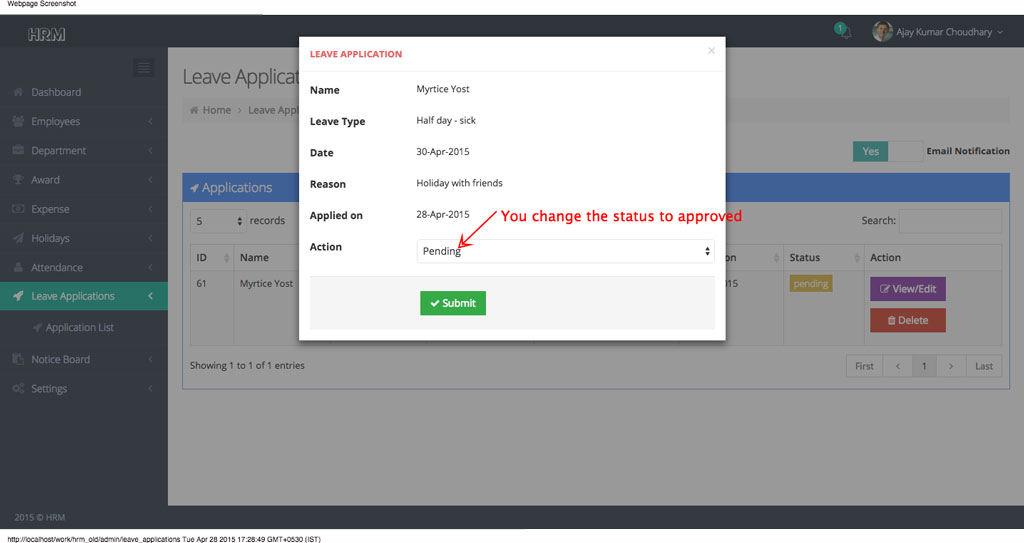 Webpage Screenshot
HRM
1
Ajay Kumar Choudhary
Leave Applicat
Home > Leave Appl
Dashboard
Employees
Department
Award
Expense
Holidays
Attendance
Leave Applications
Application List
Notice Board
Settings
Yes
Email Notification
Applications
5 records
Search:
ID Name on Status Action
61 Myrtice Yost 015 pending View/Edit
Delete
Showing 1 to 1 of 1 entries
First < 1 > Last
LEAVE APPLICATION ×
Name Myrtice Yost
Leave Type Half day - sick
Date 30-Apr-2015
Reason Holiday with friends
Applied on 28-Apr-2015
You change the status to approved
Action Pending
Submit
2015 © HRM
http://localhost/work/hrm_old/admin/leave_applications Tue Apr 28 2015 17:28:49 GMT+0530 (IST)